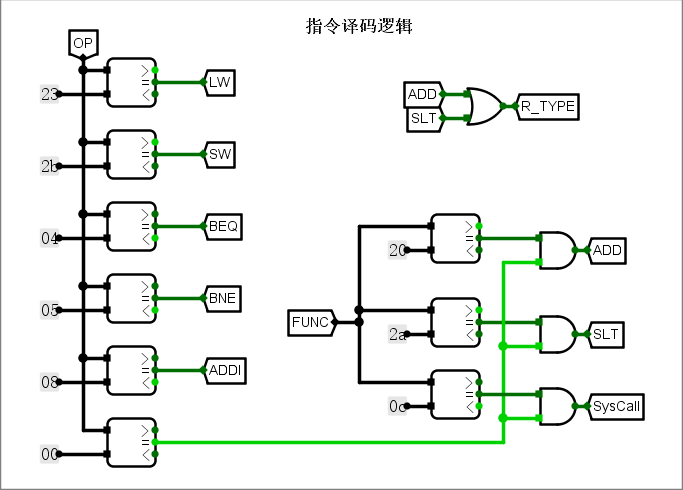 指令译码逻辑
OP
23
LW
ADD
SLT
R_TYPE
2b
SW
04
BEQ
20
ADD
05
BNE
FUNC
2a
SLT
08
ADDI
0c
SysCall
00